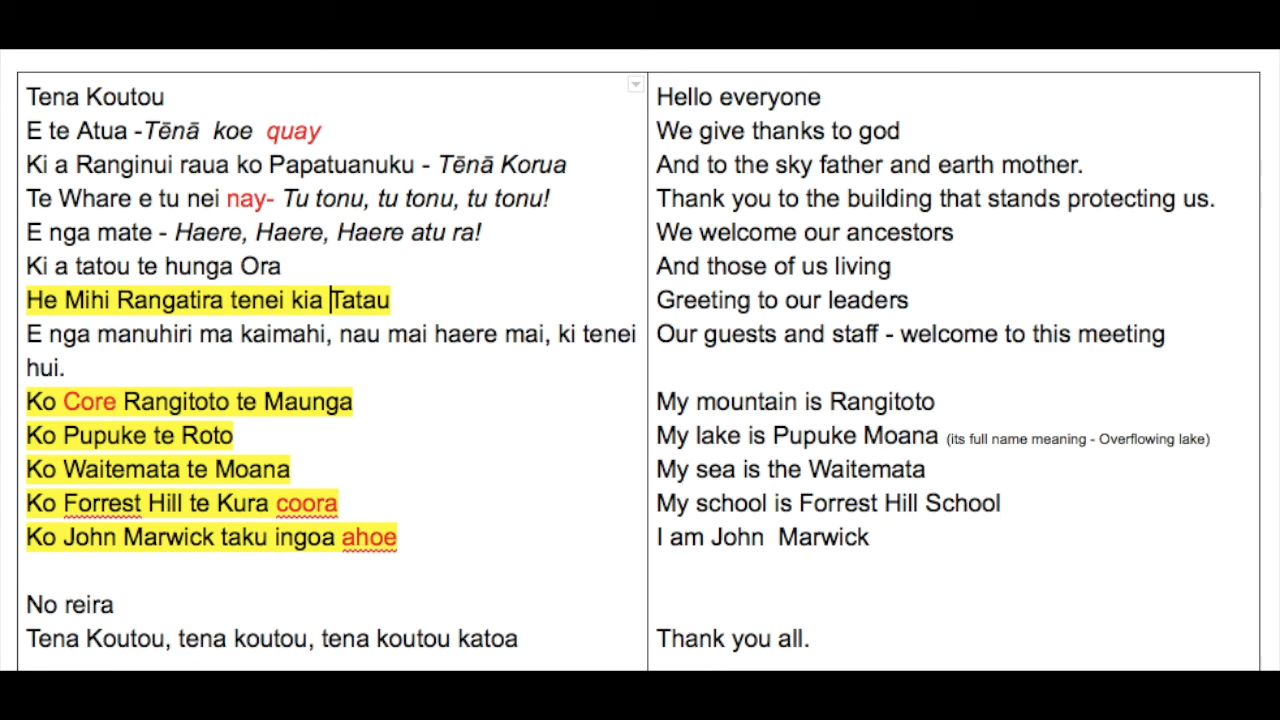 Tena Koutou
E te Atua -Tēnā koe quay
Ki a Ranginui raua ko Papatuanuku - Tēnā Korua
Te Whare e tu nei nay- Tu tonu, tu tonu, tu tonu!
E nga mate - Haere, Haere, Haere atu ra!
Ki a tatou te hunga Ora
He Mihi Rangatira tenei kia Tatau
E nga manuhiri ma kaimahi, nau mai haere mai, ki tenei
hui.
Ko Core Rangitoto te Maunga
Ko Pupuke te Roto
Ko Waitemata te Moana
Ko Forrest Hill te Kura coora
Ko John Marwick taku ingoa ahoe
No reira
Tena Koutou, tena koutou, tena koutou katoa
Hello everyone
We give thanks to god
And to the sky father and earth mother.
Thank you to the building that stands protecting us.
We welcome our ancestors
And those of us living
Greeting to our leaders
Our guests and staff - welcome to this meeting
My mountain is Rangitoto
My lake is Pupuke Moana (its full name meaning - Overflowing lake)
My sea is the Waitemata
My school is Forrest Hill School
I am John Marwick
Thank you all.